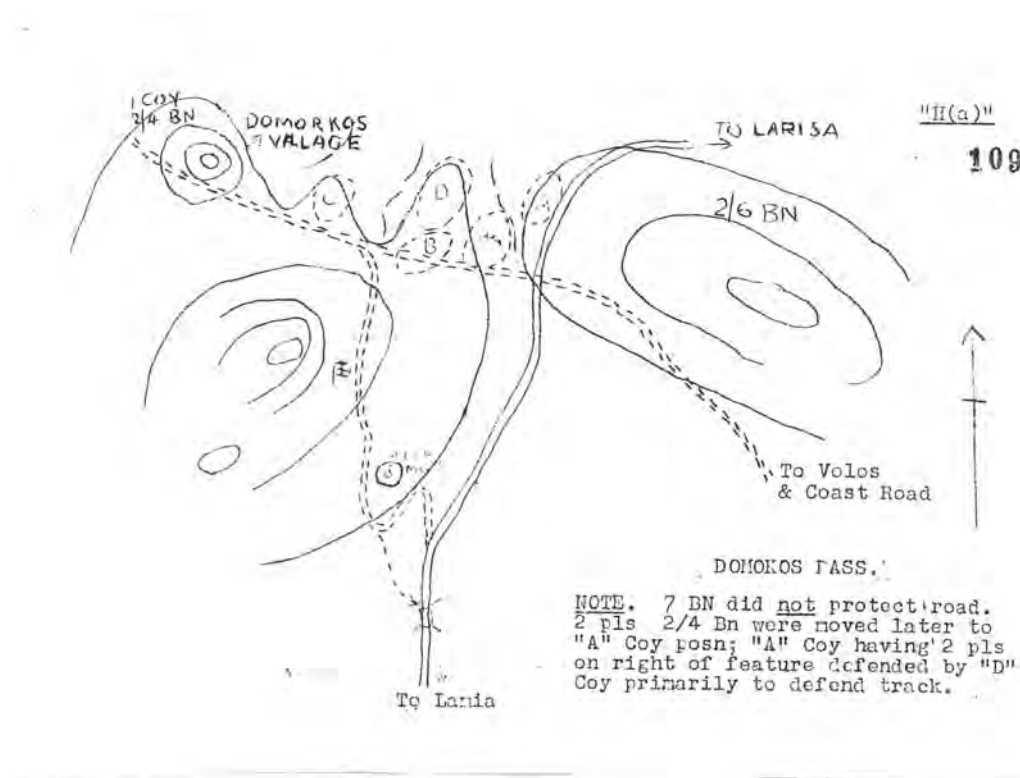 "H(a)"
109
1 COY
2/4 BN
DOMORKOS
VILLAGE
TO LARISA
C
D
B
2/6 BN
To Volos
& Coast Road
To Lamia
DOMOKOS PASS.
NOTE. 7 BN did not protect road.
2 pls 2/4 Bn were moved later to
"A" Coy posn; "A" Coy having 2 pls
on right of feature defended by "D"
Coy primarily to defend track.